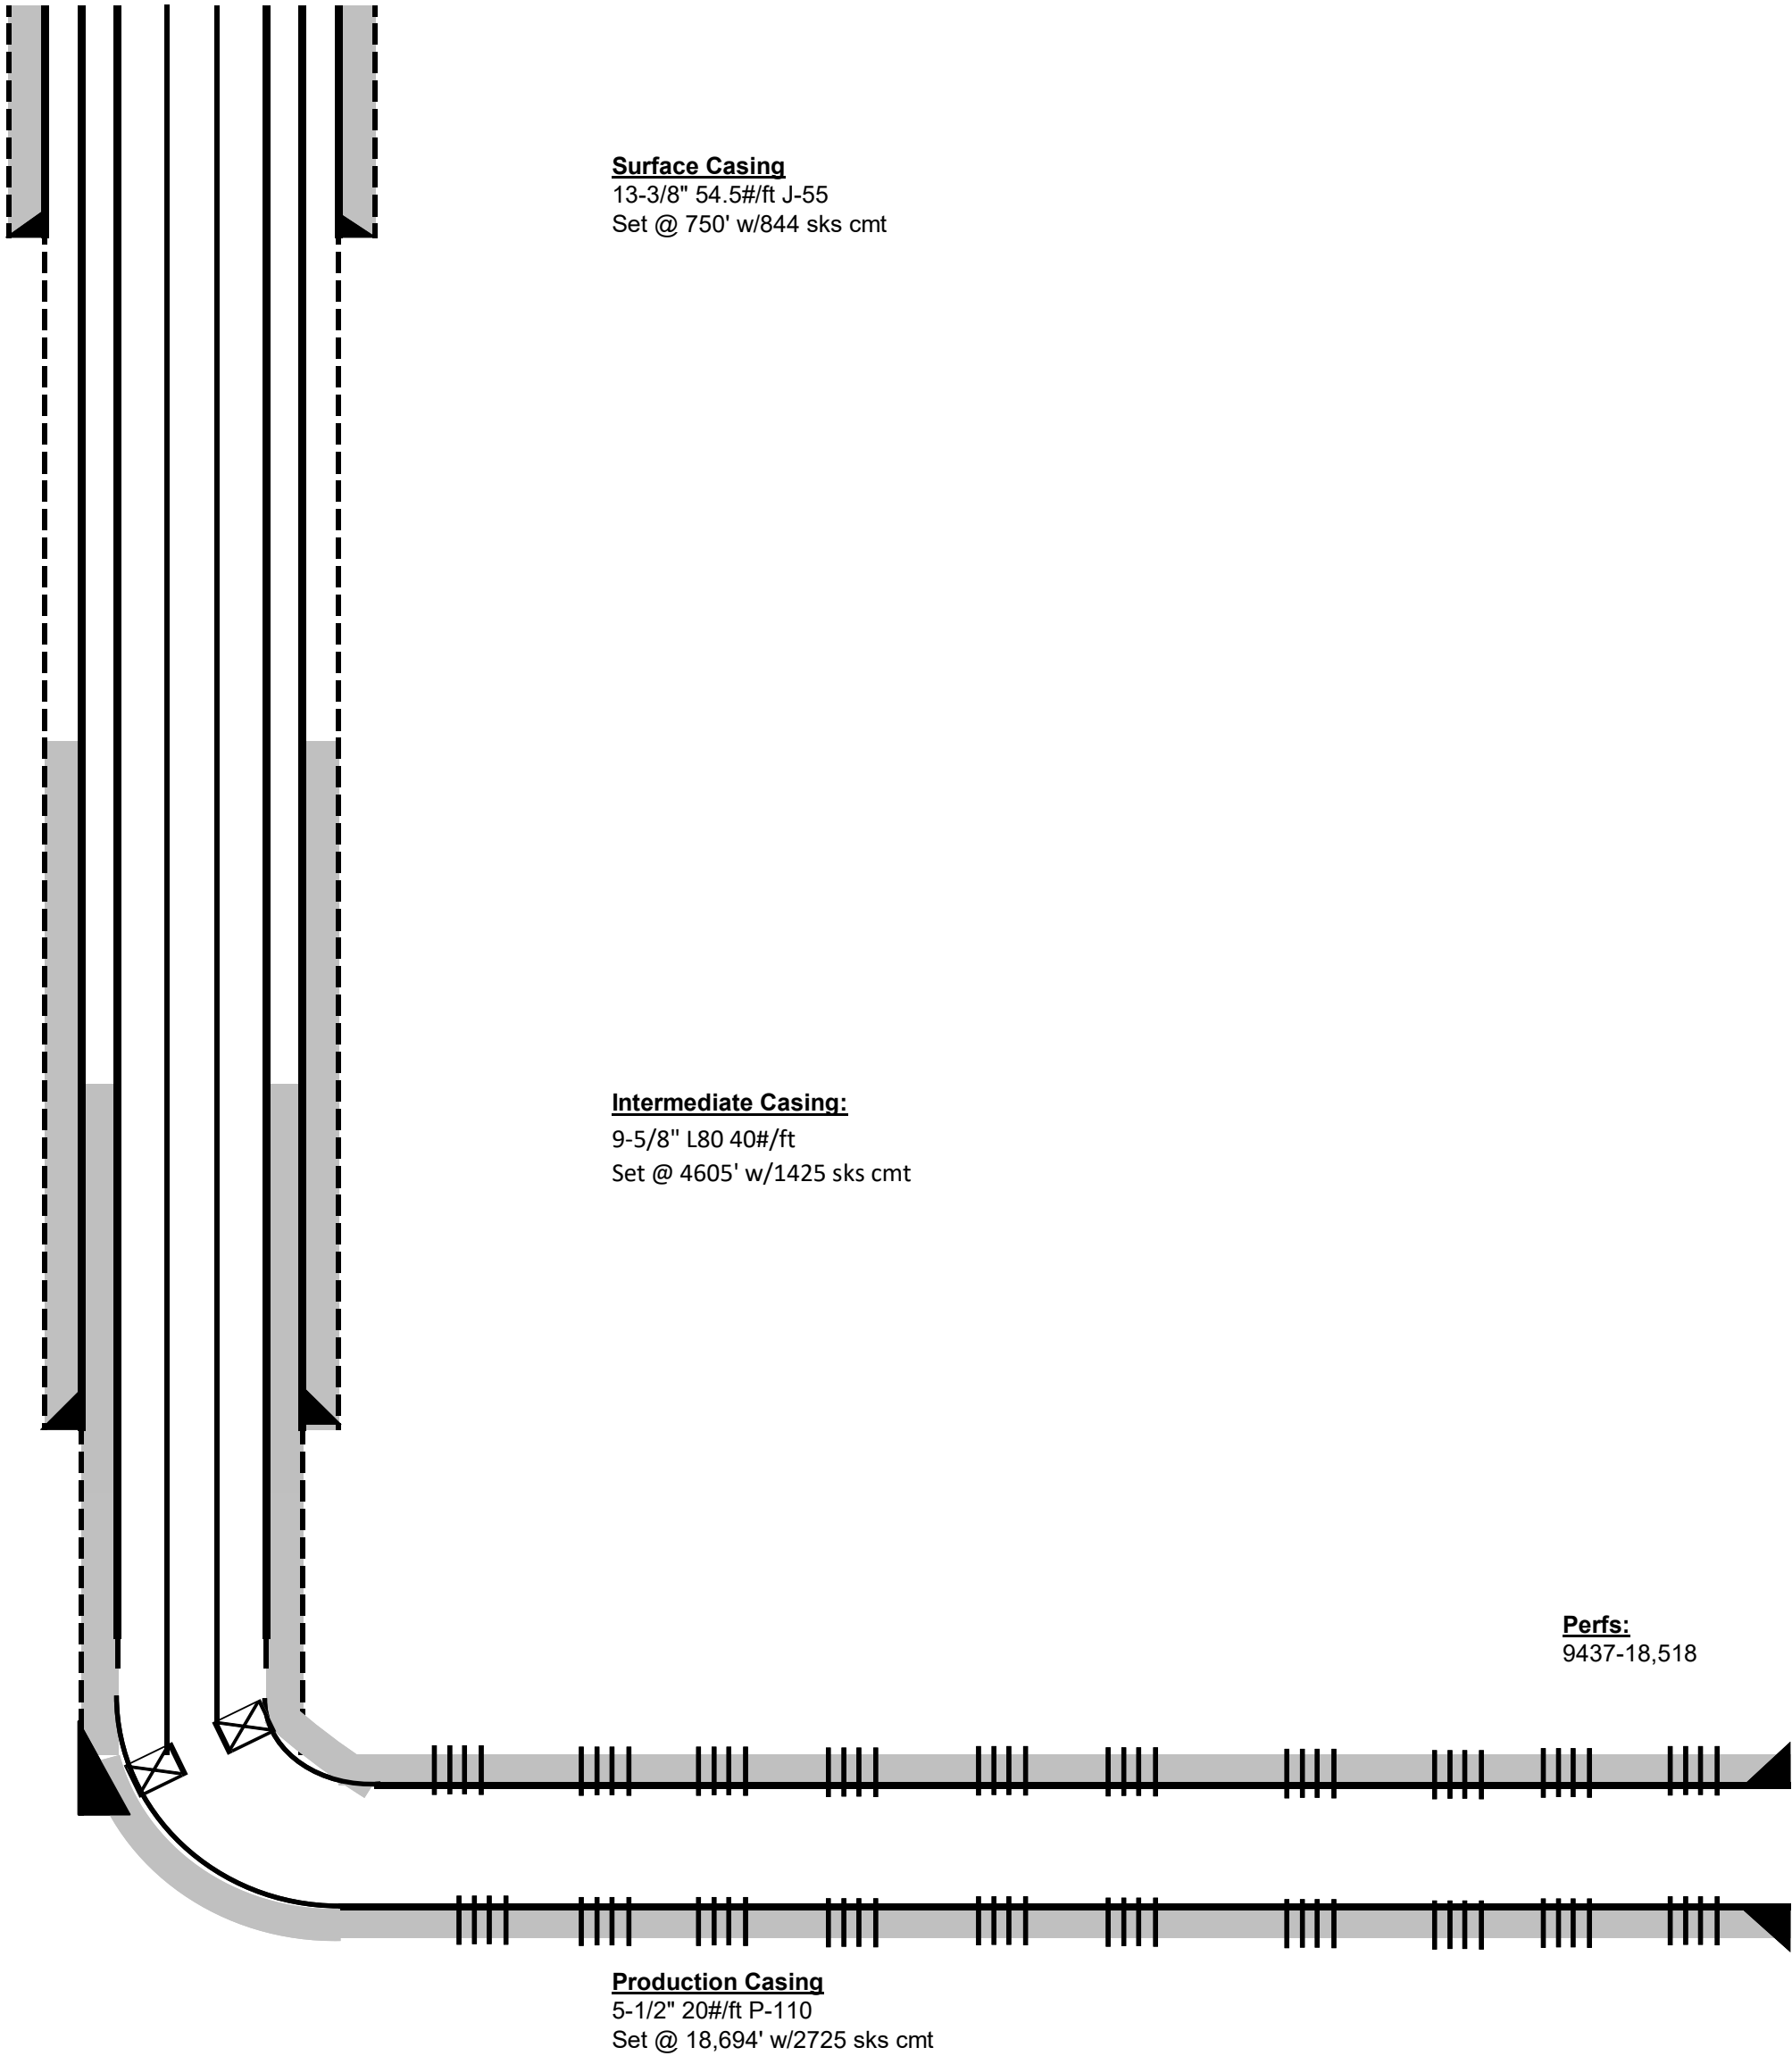 Surface Casing
13-3/8" 54.5#/ft J-55
Set @ 750' w/844 sks cmt
Intermediate Casing:
9-5/8" L80 40#/ft
Set @ 4605' w/1425 sks cmt
Perfs:
9437-18,518
Production Casing
5-1/2" 20#/ft P-110
Set @ 18,694' w/2725 sks cmt